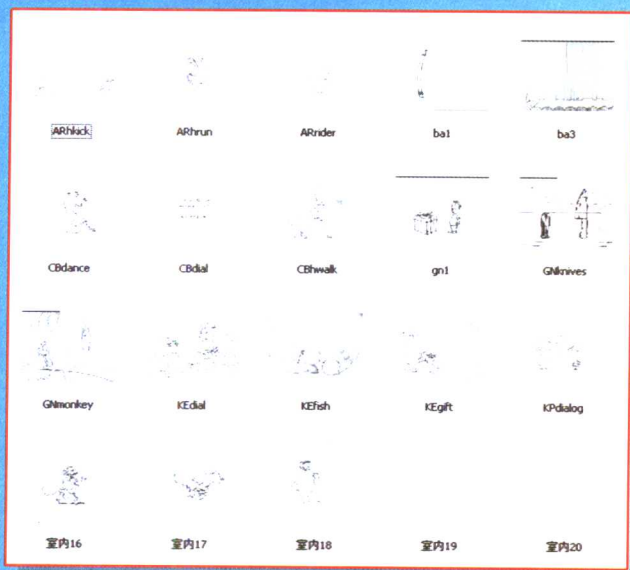 ARhkick
ARhrun
ARrider
ba1
ba3
CBdance
CBdial
CBhwalk
gn1
GNknives
GNmonkey
KEdial
KEfish
KEgift
KPdialog
室内16
室内17
室内18
室内19
室内20